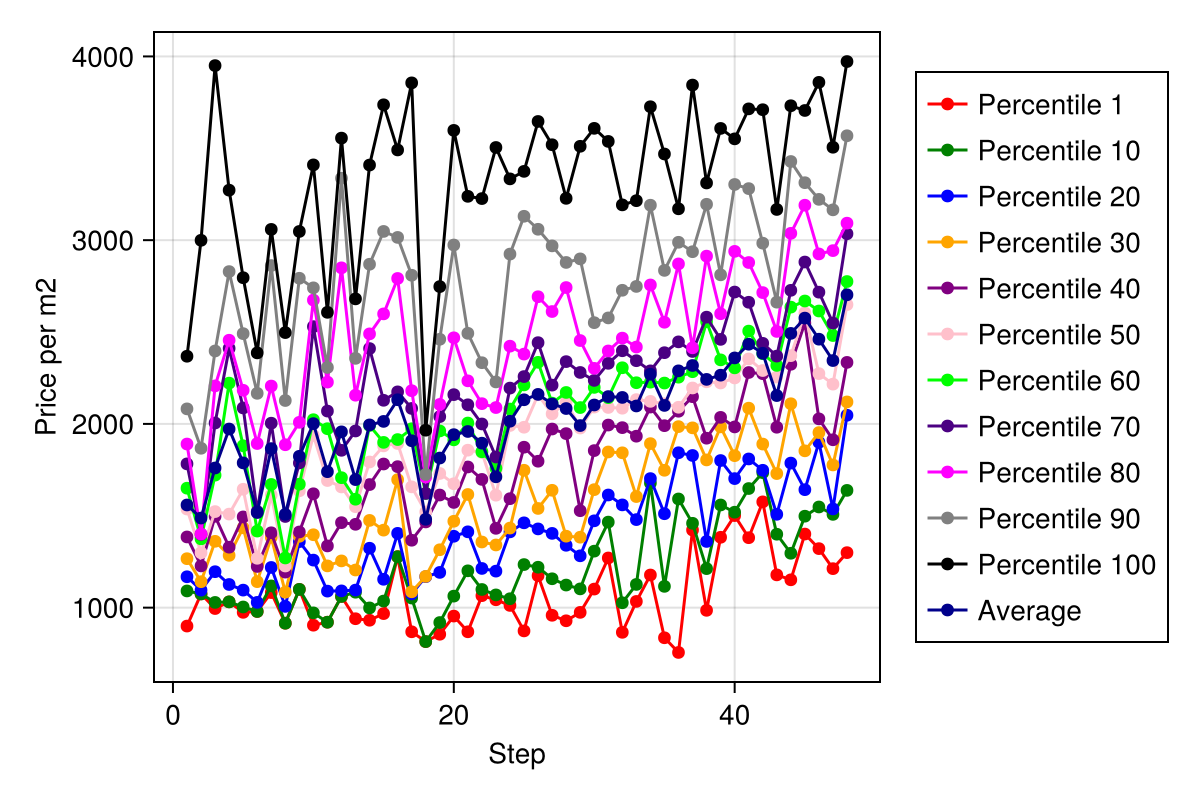 4000
3000
2000
1000
Price per m2
0 20 40
Step
Percentile 1
Percentile 10
Percentile 20
Percentile 30
Percentile 40
Percentile 50
Percentile 60
Percentile 70
Percentile 80
Percentile 90
Percentile 100
Average